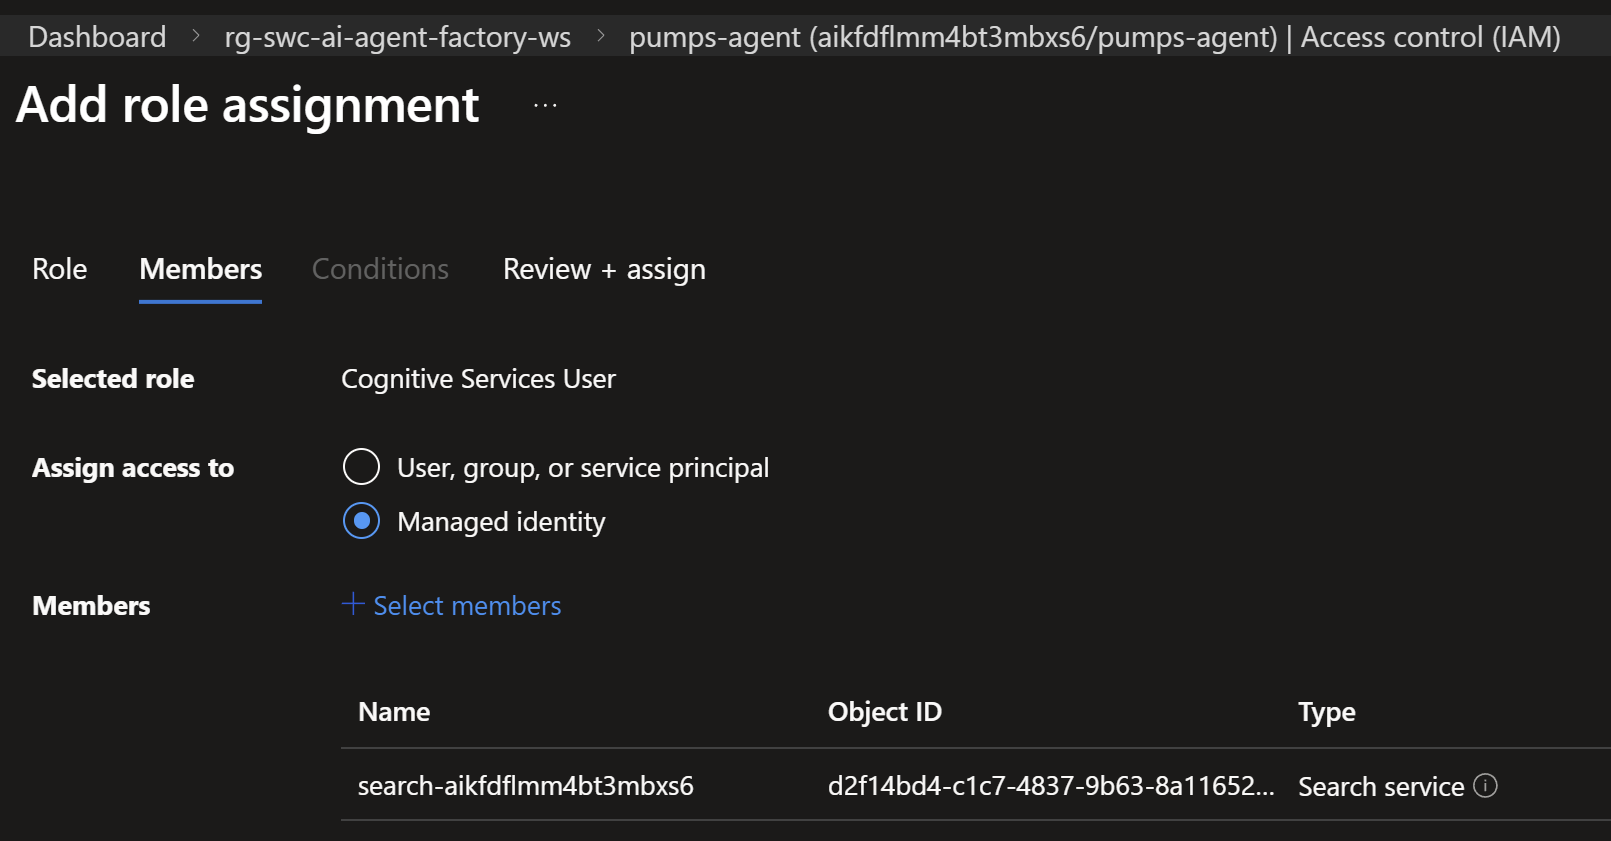 Dashboard > rg-swc-ai-agent-factory-ws > pumps-agent (aikfdflmm4bt3mbxs6/pumps-agent) | Access control (IAM)
Add role assignment ...
Role Members Conditions Review + assign
Selected role Cognitive Services User
Assign access to User, group, or service principal
Managed identity
Members + Select members
Name Object ID Type
search-aikfdflmm4bt3mbxs6 d2f14bd4-c1c7-4837-9b63-8a11652... Search service